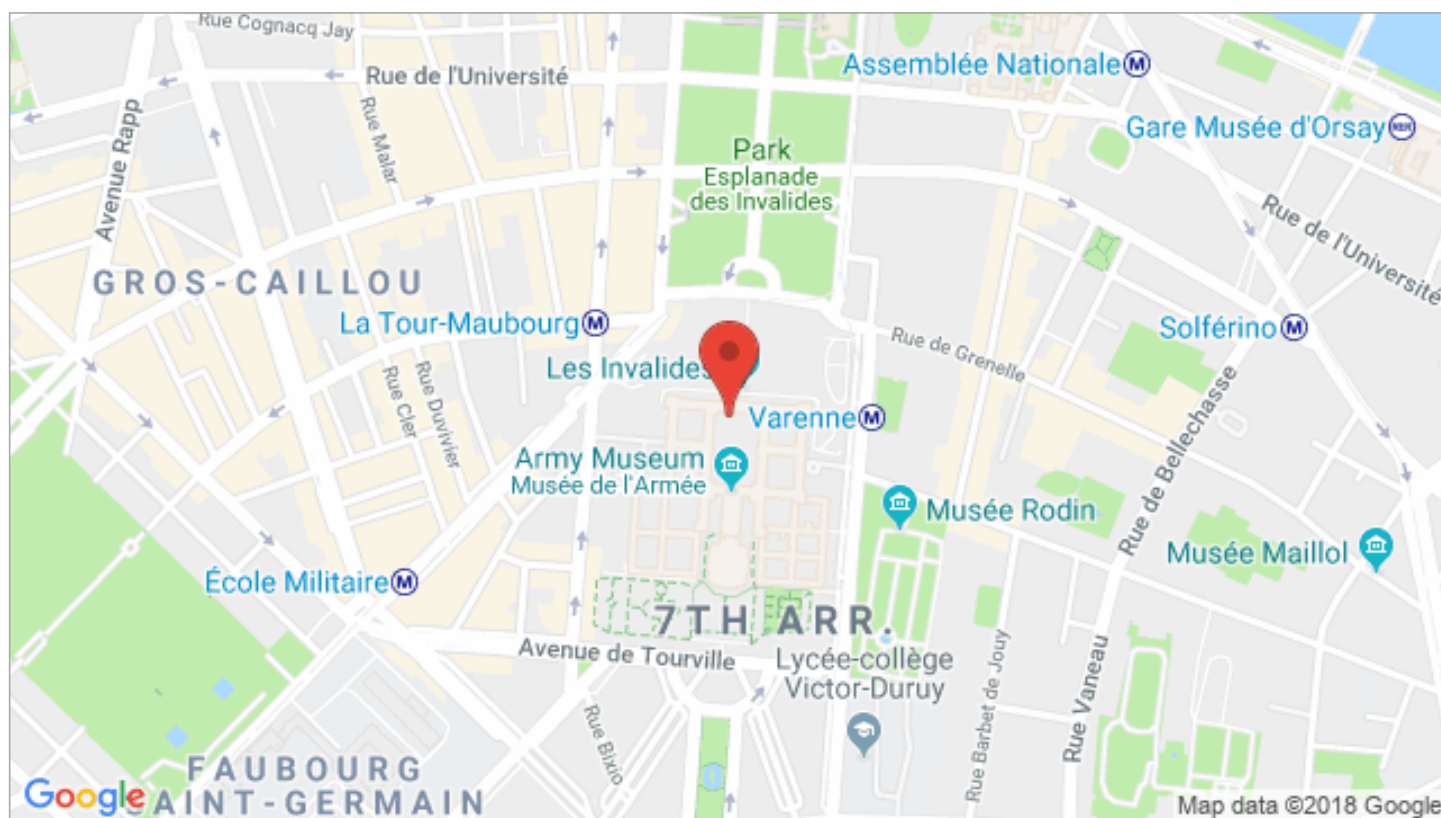 Rue Cognacq Jay
Rue de l'Université
Assemblée Nationale M
Avenue Rapp
Rue Malar
Gare Musée d'Orsay RER
Park
Esplanade
des Invalides
Rue de l'Université
GROS-CAILLOU
La Tour-Maubourg M
Solférino M
Rue de Grenelle
Les Invalides
Rue Cler
Rue Duvivier
Varenne M
Rue de Bellechasse
Army Museum
Musée de l'Armée
Musée Rodin
Musée Maillol
École Militaire M
7TH ARR.
Avenue de Tourville
Lycée-collège
Victor-Duruy
Rue Barbet de Jouy
Rue Vaneau
Rue Bixio
FAUBOURG
SAINT-GERMAIN
Google
Map data ©2018 Google